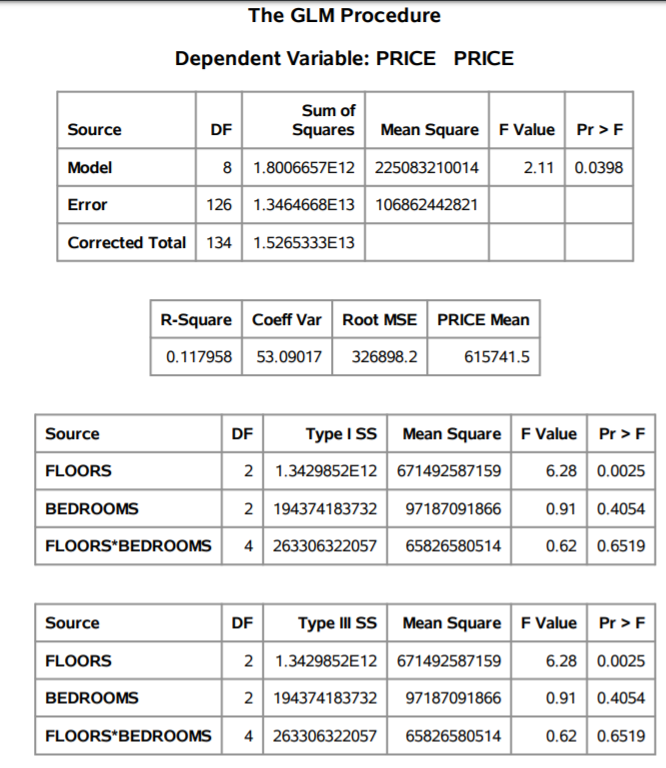 The GLM Procedure
Dependent Variable: PRICE PRICE
Source DF Sum of Squares Mean Square F Value Pr > F
Model 8 1.8006657E12 225083210014 2.11 0.0398
Error 126 1.3464668E13 106862442821
Corrected Total 134 1.5265333E13
R-Square Coeff Var Root MSE PRICE Mean
0.117958 53.09017 326898.2 615741.5
Source DF Type I SS Mean Square F Value Pr > F
FLOORS 2 1.3429852E12 671492587159 6.28 0.0025
BEDROOMS 2 194374183732 97187091866 0.91 0.4054
FLOORS*BEDROOMS 4 263306322057 65826580514 0.62 0.6519
Source DF Type III SS Mean Square F Value Pr > F
FLOORS 2 1.3429852E12 671492587159 6.28 0.0025
BEDROOMS 2 194374183732 97187091866 0.91 0.4054
FLOORS*BEDROOMS 4 263306322057 65826580514 0.62 0.6519